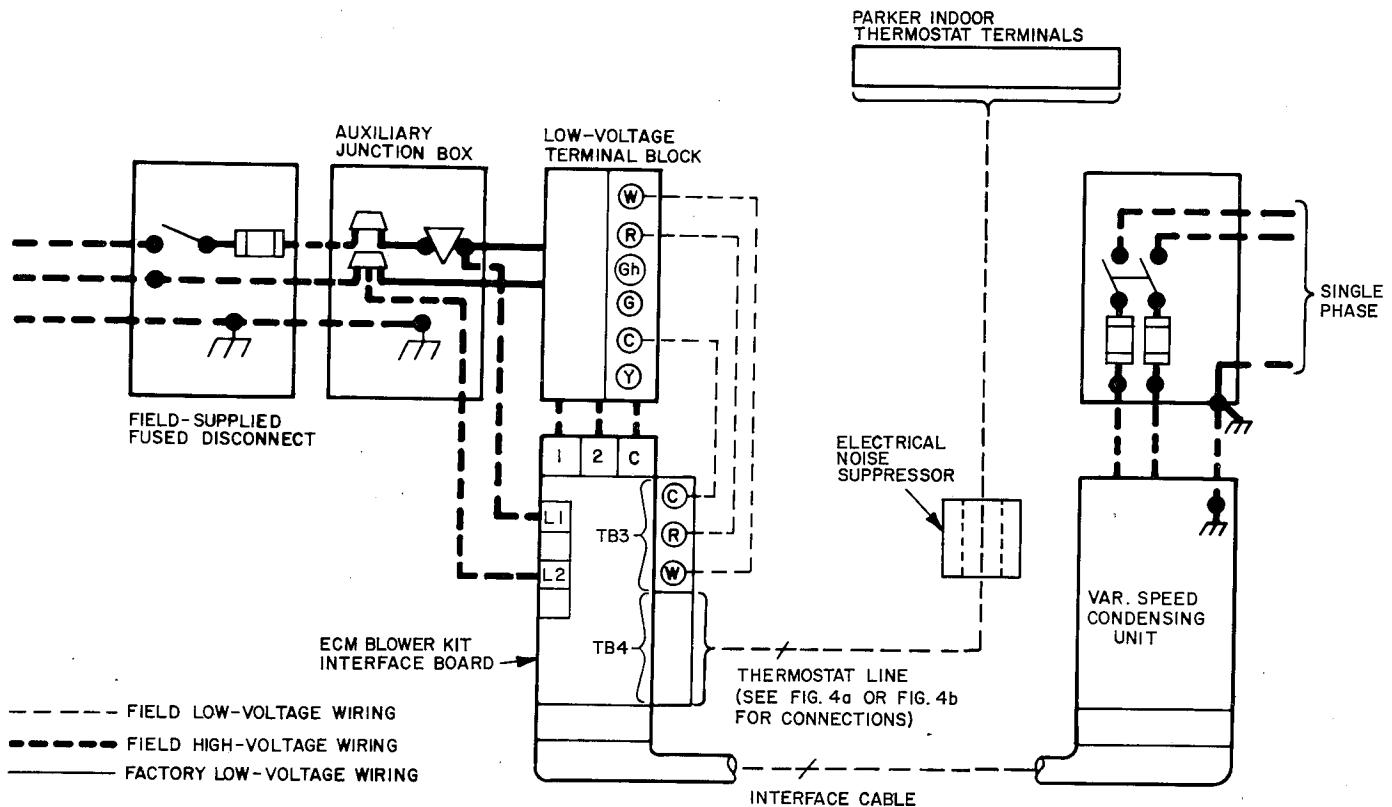 PARKER INDOOR
THERMOSTAT TERMINALS
AUXILIARY
JUNCTION BOX
LOW-VOLTAGE
TERMINAL BLOCK
W
R
Gh
G
C
Y
SINGLE
PHASE
FIELD-SUPPLIED
FUSED DISCONNECT
1
2
C
L1
L2
TB3
C
R
W
TB4
ELECTRICAL
NOISE
SUPPRESSOR
VAR. SPEED
CONDENSING
UNIT
ECM BLOWER KIT
INTERFACE BOARD
THERMOSTAT LINE
(SEE FIG. 4a OR FIG. 4b
FOR CONNECTIONS)
FIELD LOW-VOLTAGE WIRING
FIELD HIGH-VOLTAGE WIRING
FACTORY LOW-VOLTAGE WIRING
INTERFACE CABLE